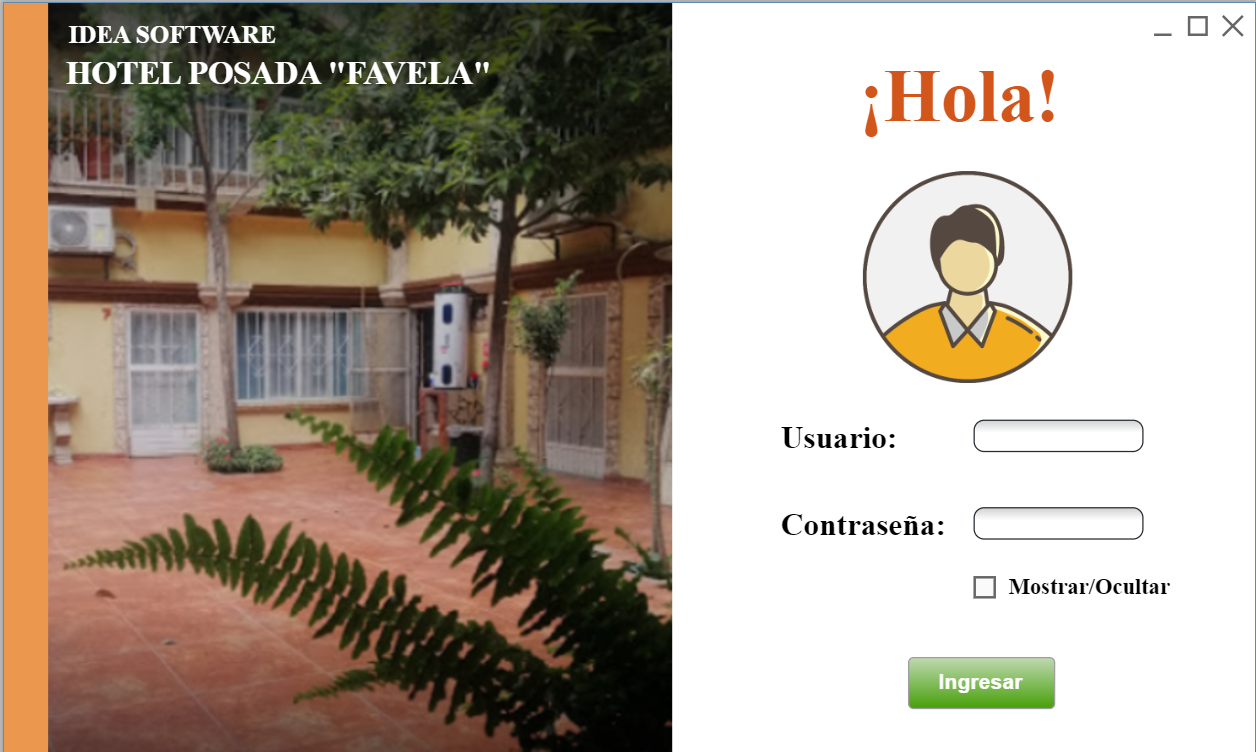 IDEA SOFTWARE
HOTEL POSADA "FAVELA"
¡Hola!
Usuario:
Contraseña:
Mostrar/Ocultar
Ingresar